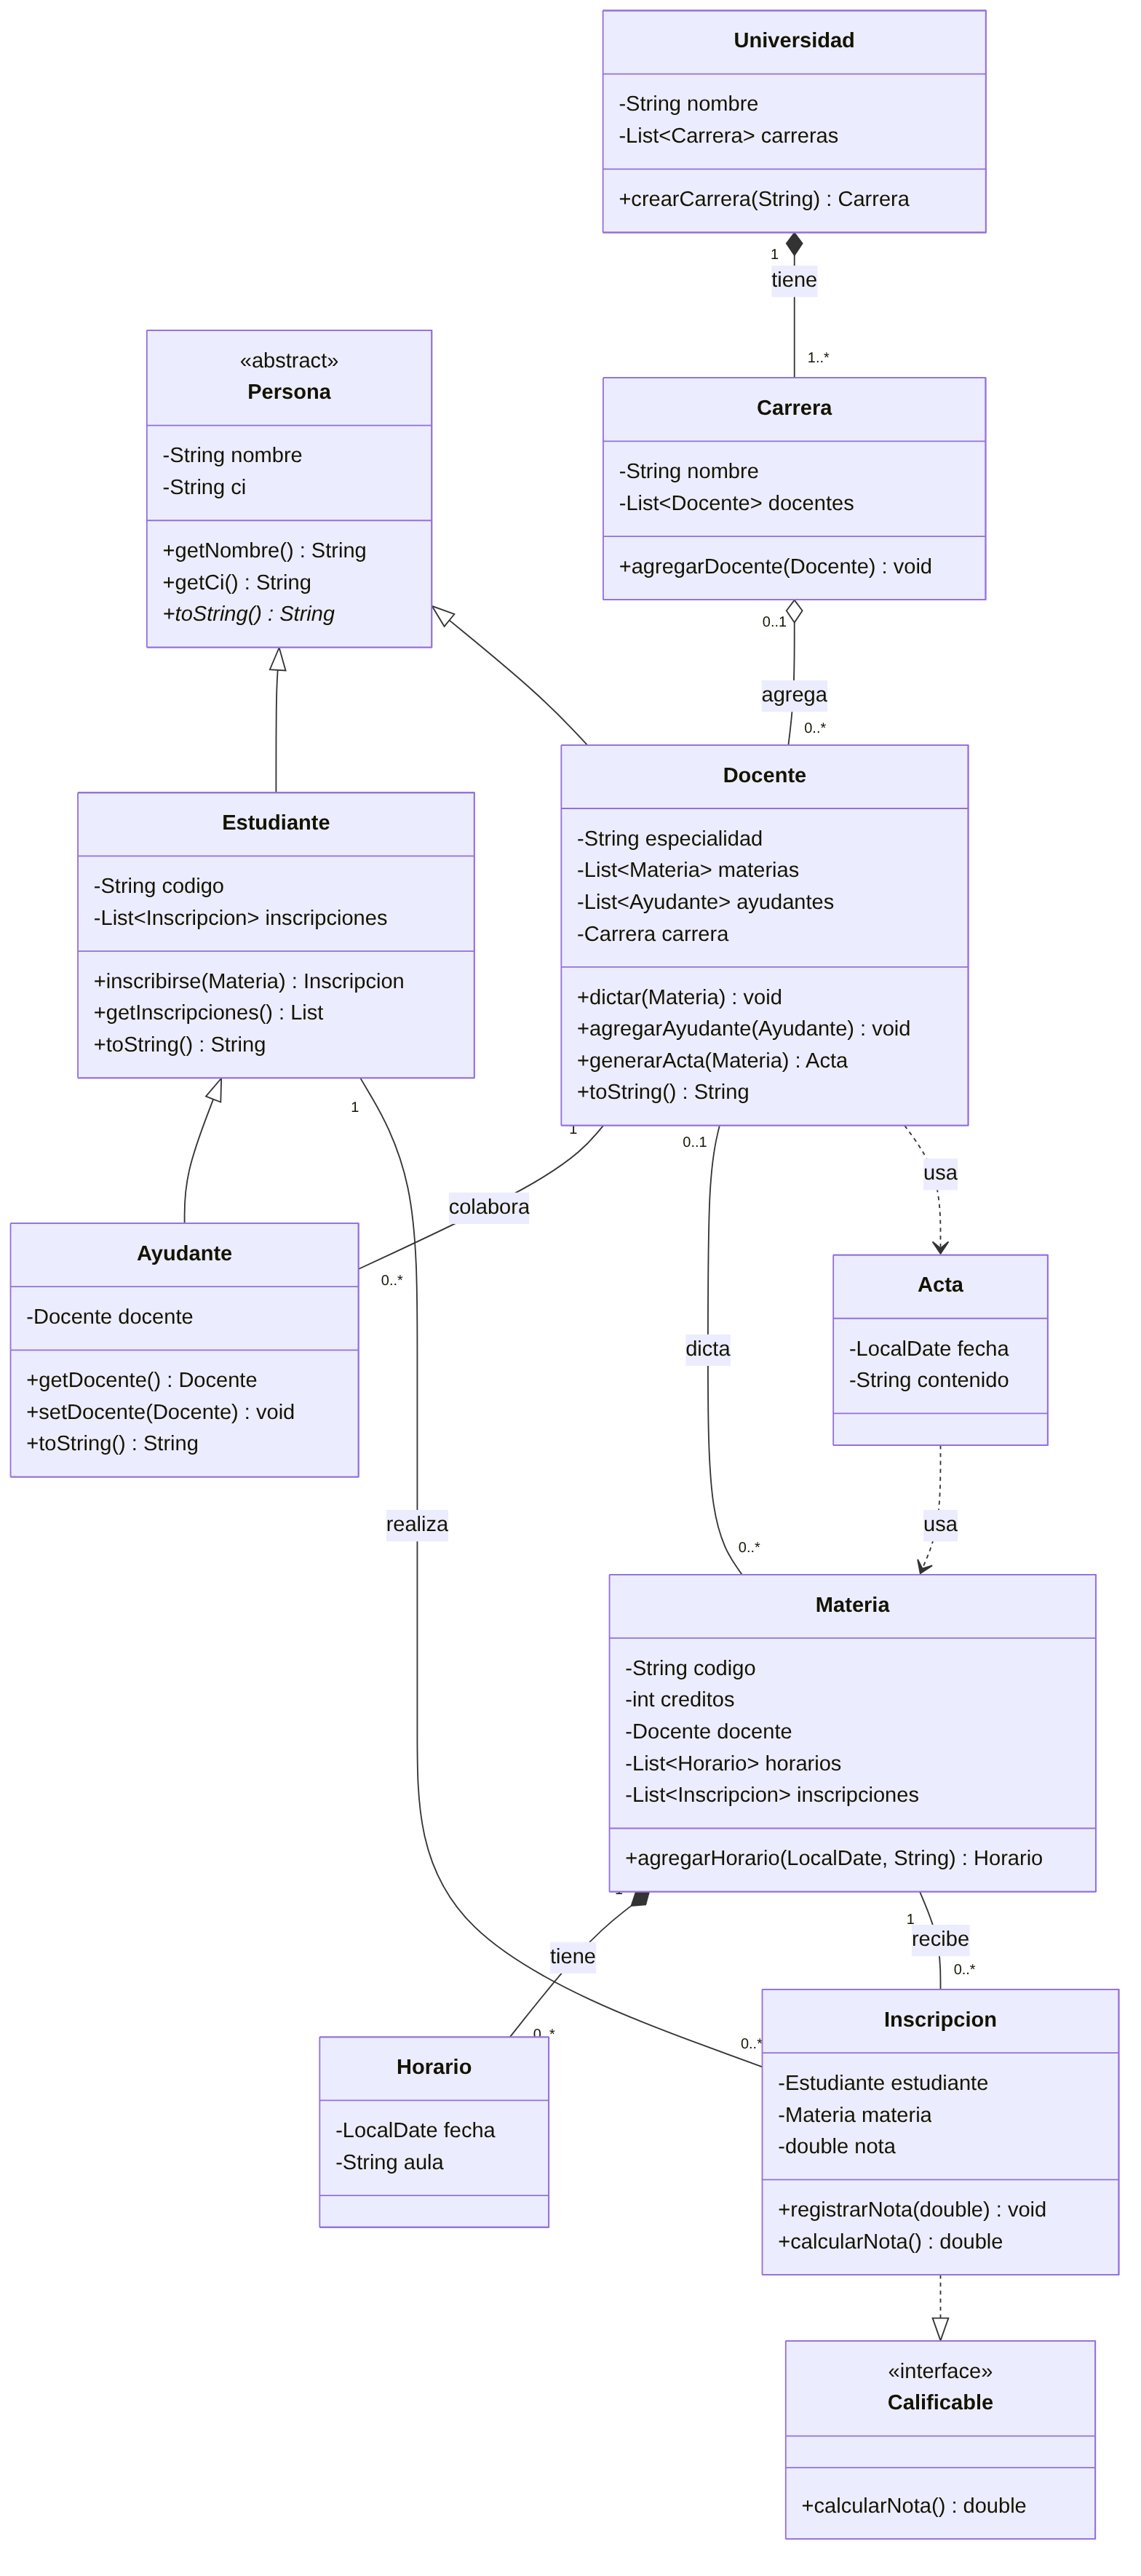 Universidad
-String nombre
-List<Carrera> carreras
+crearCarrera(String) : Carrera
1
tiene
1..*
«abstract»
Persona
-String nombre
-String ci
+getNombre() : String
+getCi() : String
+toString() : String
Carrera
-String nombre
-List<Docente> docentes
+agregarDocente(Docente) : void
0..1
agrega
0..*
Estudiante
-String codigo
-List<Inscripcion> inscripciones
+inscribirse(Materia) : Inscripcion
+getInscripciones() : List
+toString() : String
Docente
-String especialidad
-List<Materia> materias
-List<Ayudante> ayudantes
-Carrera carrera
+dictar(Materia) : void
+agregarAyudante(Ayudante) : void
+generarActa(Materia) : Acta
+toString() : String
1
1
0..1
usa
colabora
0..*
Ayudante
-Docente docente
+getDocente() : Docente
+setDocente(Docente) : void
+toString() : String
dicta
Acta
-LocalDate fecha
-String contenido
realiza
usa
0..*
Materia
-String codigo
-int creditos
-Docente docente
-List<Horario> horarios
-List<Inscripcion> inscripciones
+agregarHorario(LocalDate, String) : Horario
1
1
tiene
recibe
0..*
0..*
0..*
Horario
-LocalDate fecha
-String aula
Inscripcion
-Estudiante estudiante
-Materia materia
-double nota
+registrarNota(double) : void
+calcularNota() : double
«interface»
Calificable
+calcularNota() : double